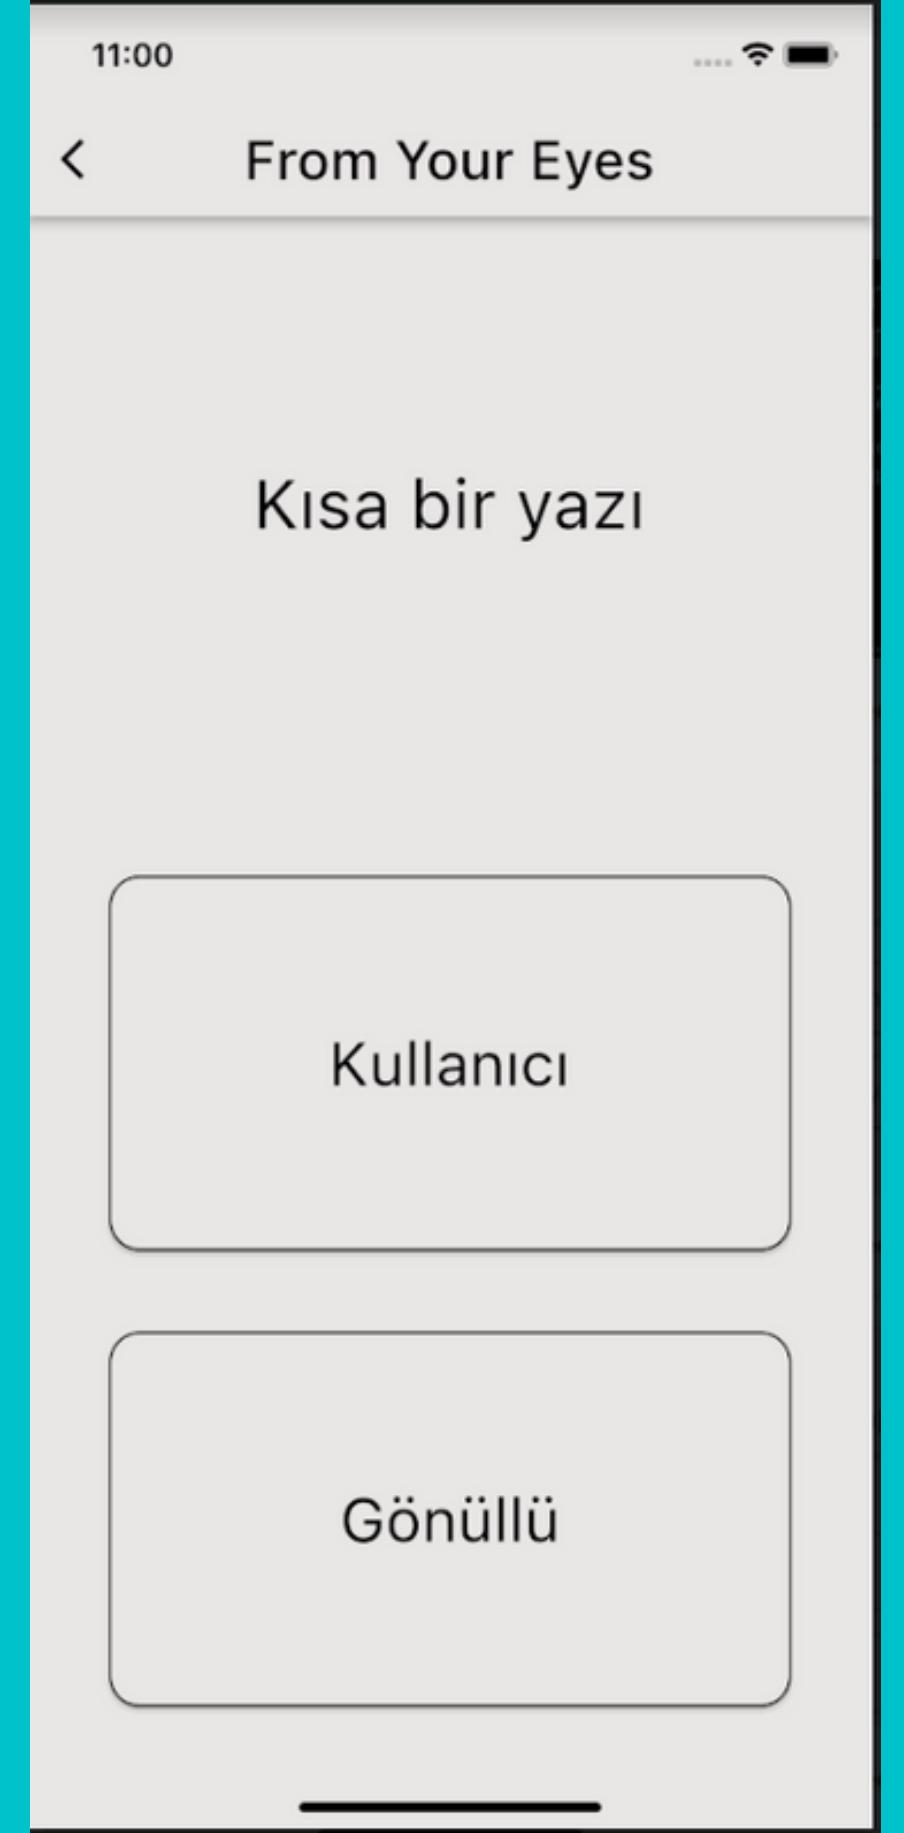 11:00
From Your Eyes
Kısa bir yazı
Kullanıcı
Gönüllü